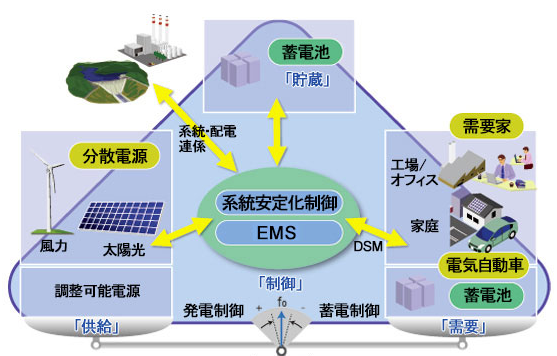 蓄電池
「貯蔵」
系統・配電
連係
分散電源
風力
太陽光
調整可能電源
「供給」
系統安定化制御
EMS
「制御」
DSM
発電制御
+
f₀
-
蓄電制御
需要家
工場/
オフィス
家庭
電気自動車
蓄電池
「需要」